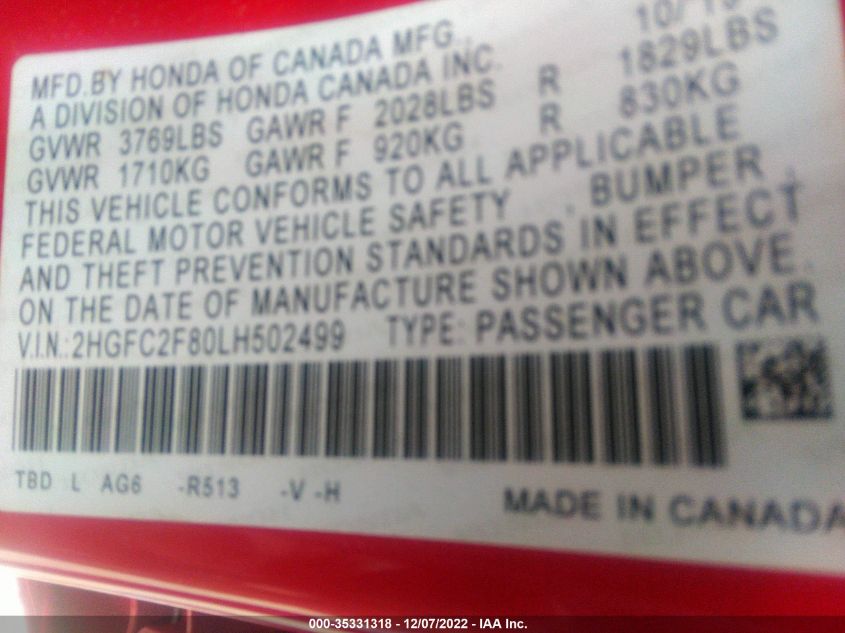 10/19
MFD.BY HONDA OF CANADA MFG.,
A DIVISION OF HONDA CANADA INC.
GVWR 3769LBS GAWR F 2028LBS R 1829LBS
GVWR 1710KG GAWR F 920KG R 830KG
THIS VEHICLE CONFORMS TO ALL APPLICABLE
FEDERAL MOTOR VEHICLE SAFETY, BUMPER,
AND THEFT PREVENTION STANDARDS IN EFFECT
ON THE DATE OF MANUFACTURE SHOWN ABOVE.
V.I.N.:2HGFC2F80LH502499 TYPE: PASSENGER CAR
TBD L AG6 -R513 -V -H
MADE IN CANADA
000-35331318 - 12/07/2022 - IAA Inc.